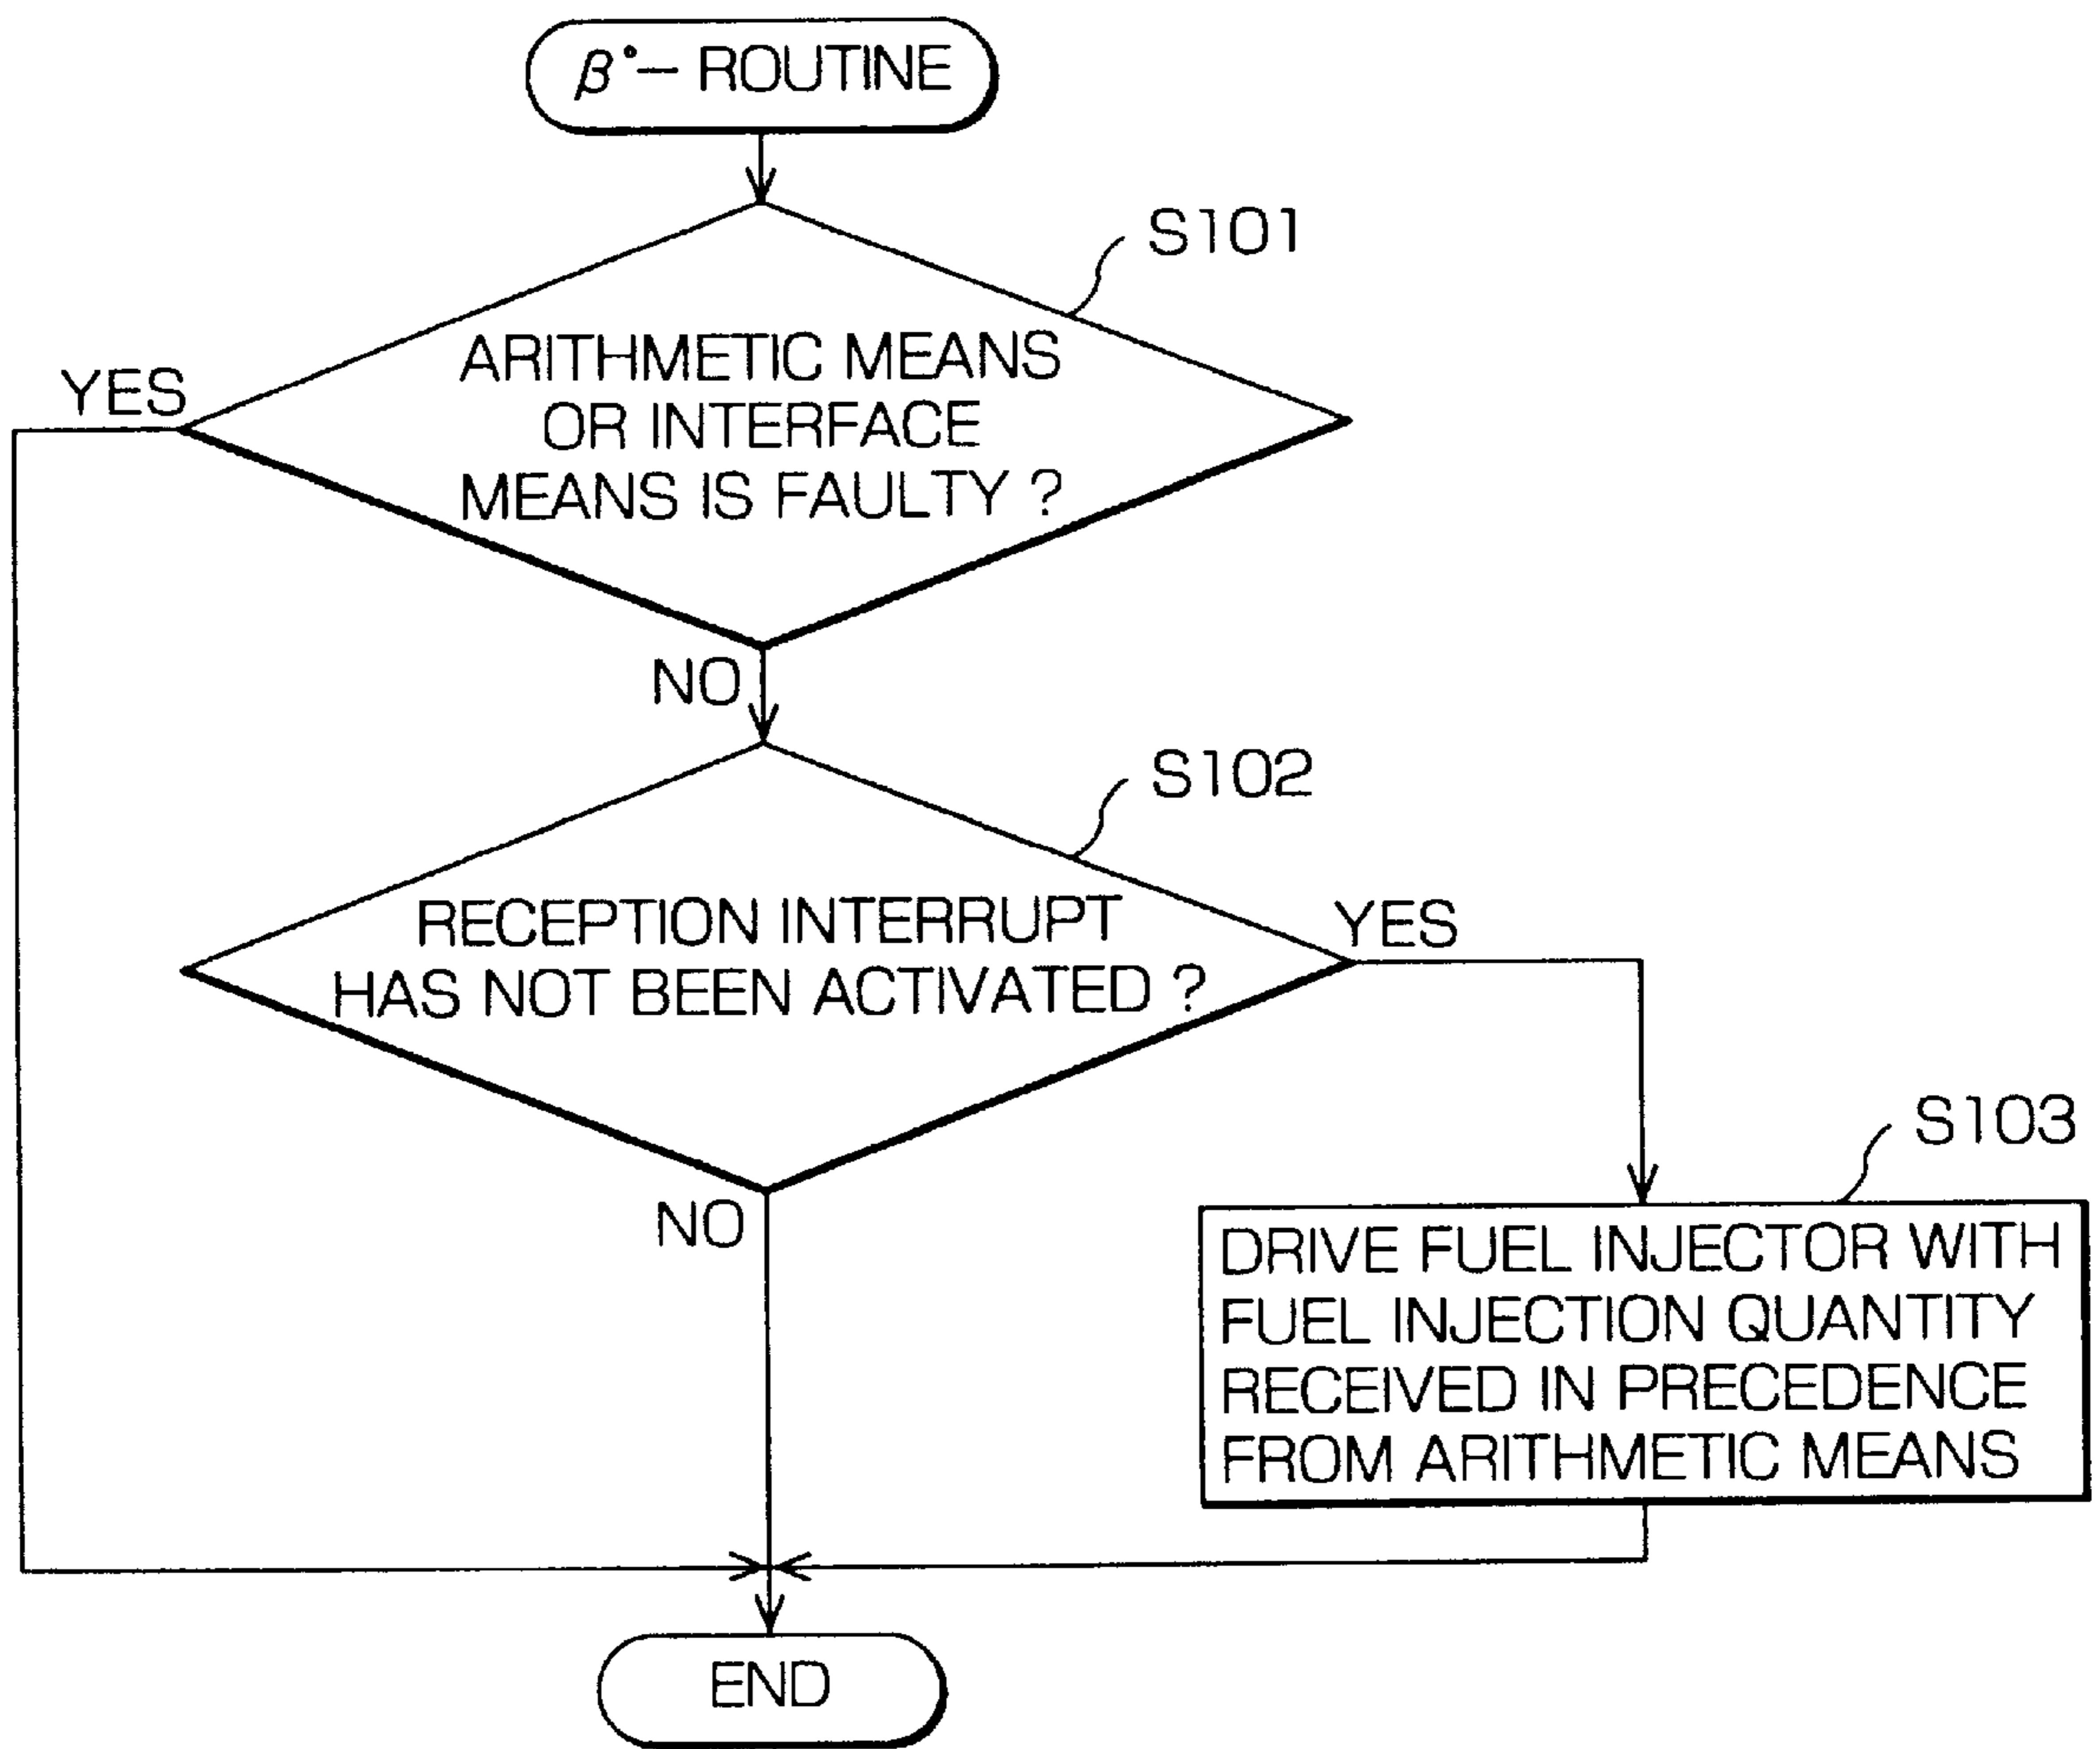 β°– ROUTINE
S101
ARITHMETIC MEANS
OR INTERFACE
MEANS IS FAULTY ?
YES
NO
S102
RECEPTION INTERRUPT
HAS NOT BEEN ACTIVATED ?
YES
NO
S103
DRIVE FUEL INJECTOR WITH
FUEL INJECTION QUANTITY
RECEIVED IN PRECEDENCE
FROM ARITHMETIC MEANS
END